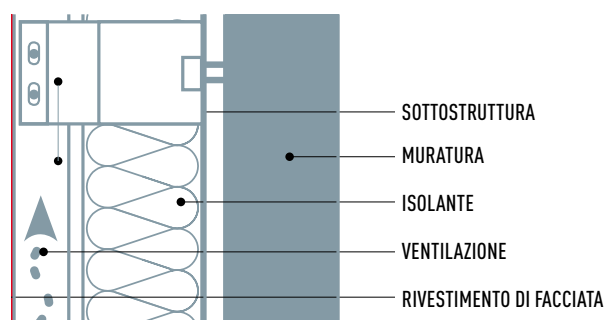 SOTTOSTRUTTURA
MURATURA
ISOLANTE
VENTILAZIONE
RIVESTIMENTO DI FACCIATA